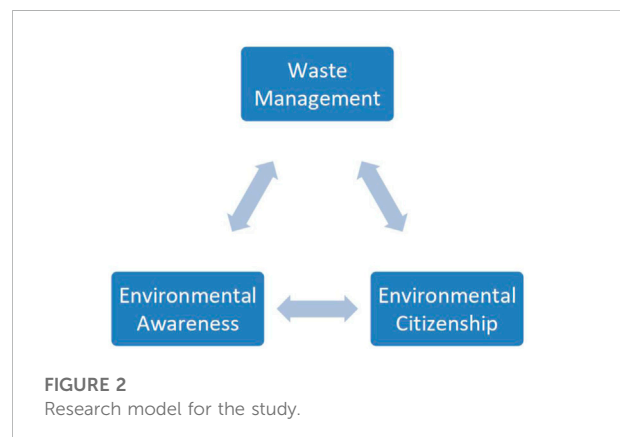 Waste
Management
Environmental
Awareness
Environmental
Citizenship
FIGURE 2
Research model for the study.